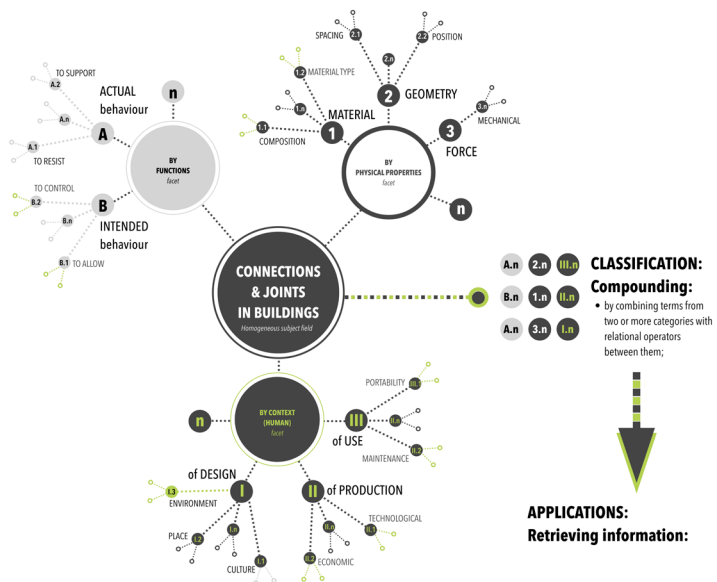 TO SUPPORT
A.2
ACTUAL
behaviour
n
A.n
A
A.1
TO RESIST
BY
FUNCTIONS
facet
TO CONTROL
B.2
B
B.n
INTENDED
behaviour
B.1
TO ALLOW
SPACING
2.1
2.2
POSITION
2.n
1.2
MATERIAL TYPE
2
GEOMETRY
1.n
MATERIAL
3.n
MECHANICAL
1.1
COMPOSITION
1
3
FORCE
BY
PHYSICAL PROPERTIES
facet
n
CONNECTIONS
& JOINTS
IN BUILDINGS
Homogeneous subject field
A.n
2.n
III.n
B.n
1.n
II.n
A.n
3.n
I.n
CLASSIFICATION:
Compounding:
• by combining terms from
two or more categories with
relational operators
between them;
APPLICATIONS:
Retrieving information:
BY CONTEXT
(HUMAN)
facet
n
PORTABILITY
III.1
III
II.n
of USE
MAINTENANCE
II.2
of DESIGN
I.3
ENVIRONMENT
I
PLACE
I.2
I.n
CULTURE
I.1
II
of PRODUCTION
TECHNOLOGICAL
II.n
II.1
II.2
ECONOMIC